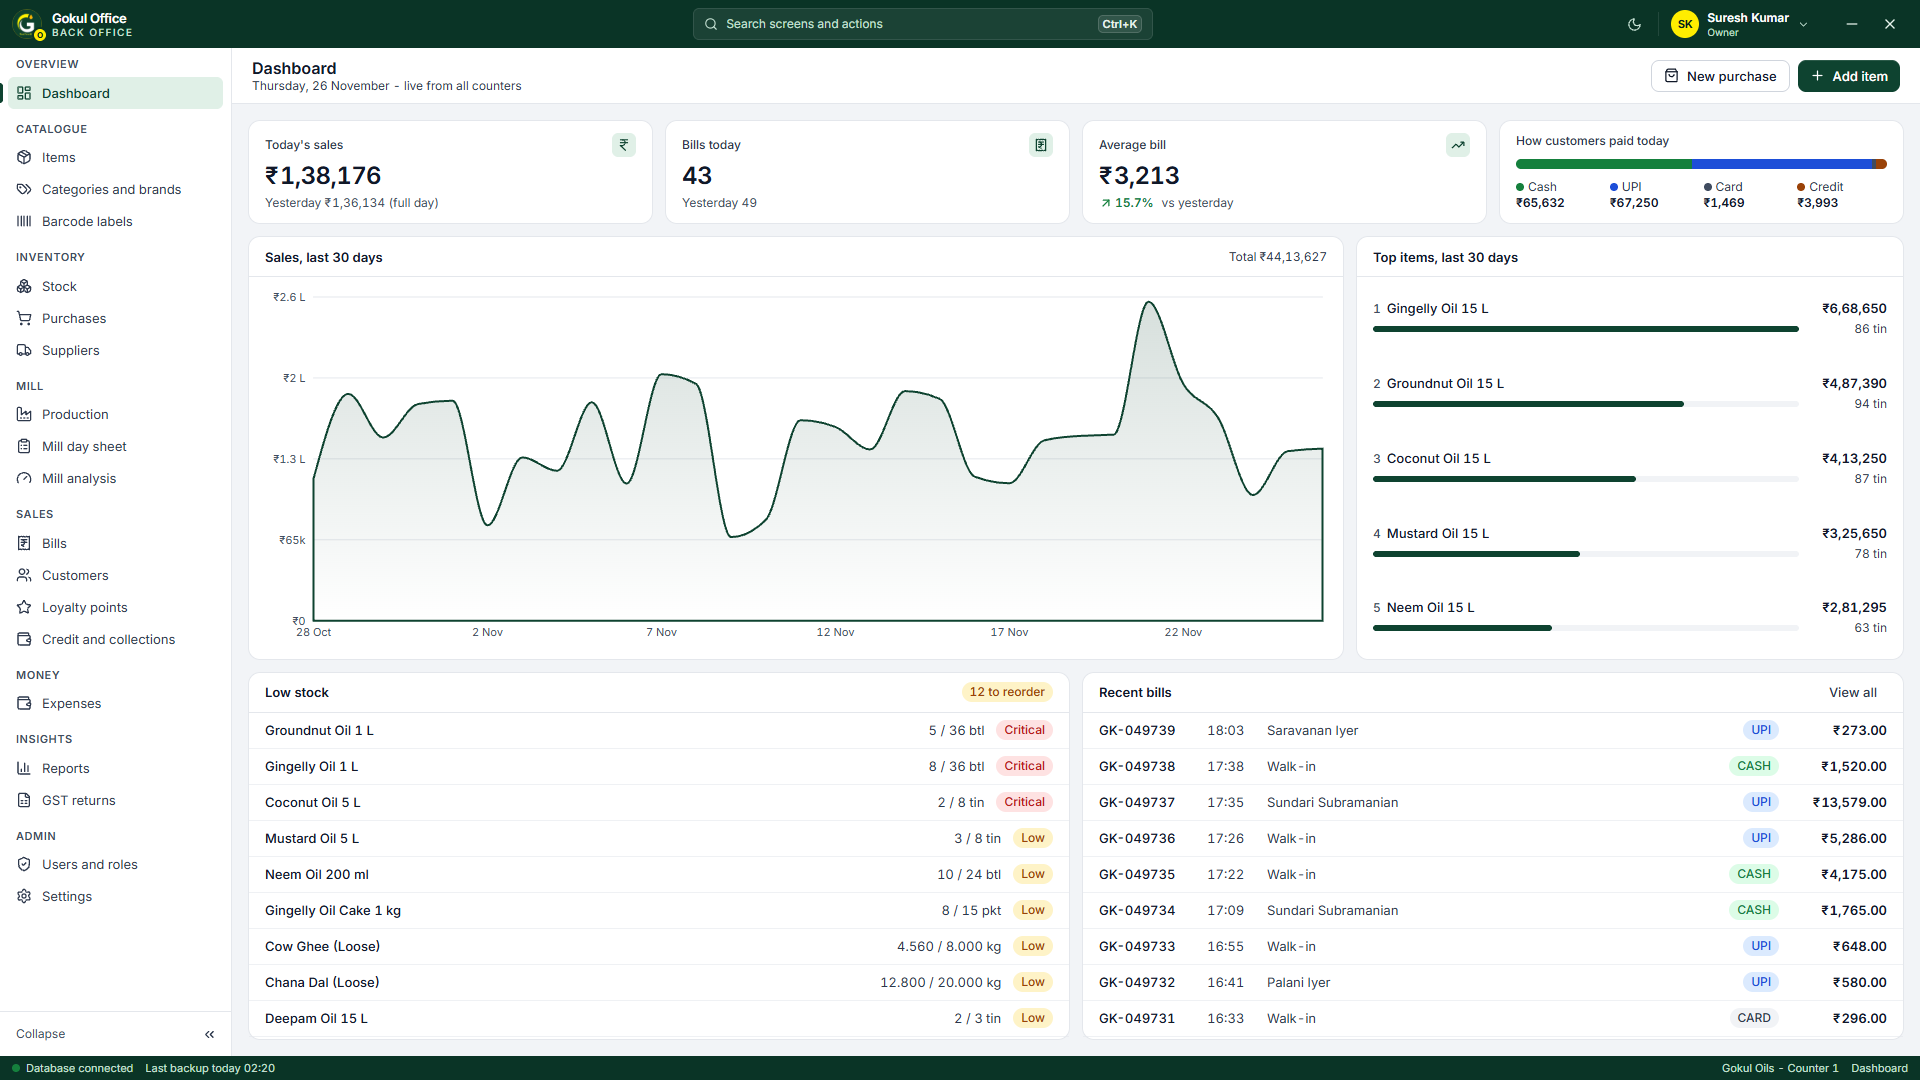 Gokul Office
BACK OFFICE
Search screens and actions
Ctrl+K
SK
Suresh Kumar
Owner
OVERVIEW
Dashboard
CATALOGUE
Items
Categories and brands
Barcode labels
INVENTORY
Stock
Purchases
Suppliers
MILL
Production
Mill day sheet
Mill analysis
SALES
Bills
Customers
Loyalty points
Credit and collections
MONEY
Expenses
INSIGHTS
Reports
GST returns
ADMIN
Users and roles
Settings
Collapse
Dashboard
Thursday, 26 November - live from all counters
New purchase
Add item
Today's sales
₹1,38,176
Yesterday ₹1,36,134 (full day)
Bills today
43
Yesterday 49
Average bill
₹3,213
15.7% vs yesterday
How customers paid today
Cash UPI Card Credit
₹65,632 ₹67,250 ₹1,469 ₹3,993
Sales, last 30 days
Total ₹44,13,627
₹2.6 L
₹2 L
₹1.3 L
₹65k
₹0
28 Oct 2 Nov 7 Nov 12 Nov 17 Nov 22 Nov
Top items, last 30 days
1 Gingelly Oil 15 L ₹6,68,650
86 tin
2 Groundnut Oil 15 L ₹4,87,390
94 tin
3 Coconut Oil 15 L ₹4,13,250
87 tin
4 Mustard Oil 15 L ₹3,25,650
78 tin
5 Neem Oil 15 L ₹2,81,295
63 tin
Low stock 12 to reorder
Groundnut Oil 1 L 5 / 36 btl Critical
Gingelly Oil 1 L 8 / 36 btl Critical
Coconut Oil 5 L 2 / 8 tin Critical
Mustard Oil 5 L 3 / 8 tin Low
Neem Oil 200 ml 10 / 24 btl Low
Gingelly Oil Cake 1 kg 8 / 15 pkt Low
Cow Ghee (Loose) 4.560 / 8.000 kg Low
Chana Dal (Loose) 12.800 / 20.000 kg Low
Deepam Oil 15 L 2 / 3 tin Low
Recent bills View all
GK-049739 18:03 Saravanan Iyer UPI ₹273.00
GK-049738 17:38 Walk-in CASH ₹1,520.00
GK-049737 17:35 Sundari Subramanian UPI ₹13,579.00
GK-049736 17:26 Walk-in UPI ₹5,286.00
GK-049735 17:22 Walk-in CASH ₹4,175.00
GK-049734 17:09 Sundari Subramanian CASH ₹1,765.00
GK-049733 16:55 Walk-in UPI ₹648.00
GK-049732 16:41 Palani Iyer UPI ₹580.00
GK-049731 16:33 Walk-in CARD ₹296.00
Database connected Last backup today 02:20
Gokul Oils - Counter 1 Dashboard